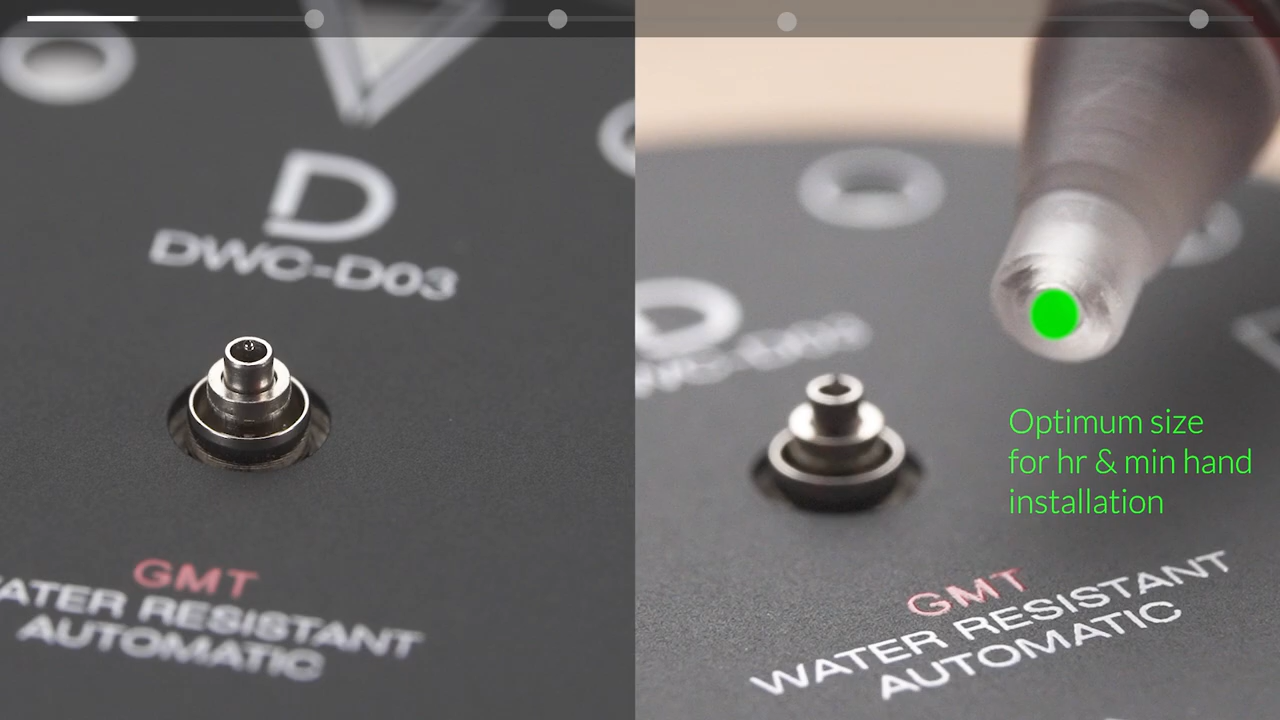 D
DWC-D03
GMT
WATER RESISTANT
AUTOMATIC
Optimum size
for hr & min hand
installation
GMT
WATER RESISTANT
AUTOMATIC